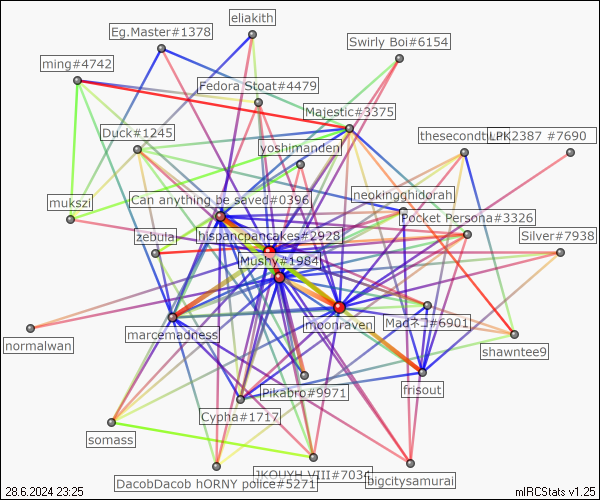 eliakith
Eg.Master#1378
Swirly Boi#6154
ming#4742
Fedora Stoat#4479
Majestic#3375
Duck#1245
thesecondt
LPK2387 #7690
yoshimanden
neokingghidorah
Can anything be saved#0396
mukszi
Pocket Persona#3326
zebula
hispancpancakes#2928
Silver#7938
Mushy#1984
moonraven
Madネコ#6901
marcemadness
normalwan
shawntee9
Pikabro#9971
frisout
Cypha#1717
somass
JKOUYH VIII#7034
bigcitysamurai
DacobDacob hORNY police#5271
28.6.2024 23:25
mIRCStats v1.25